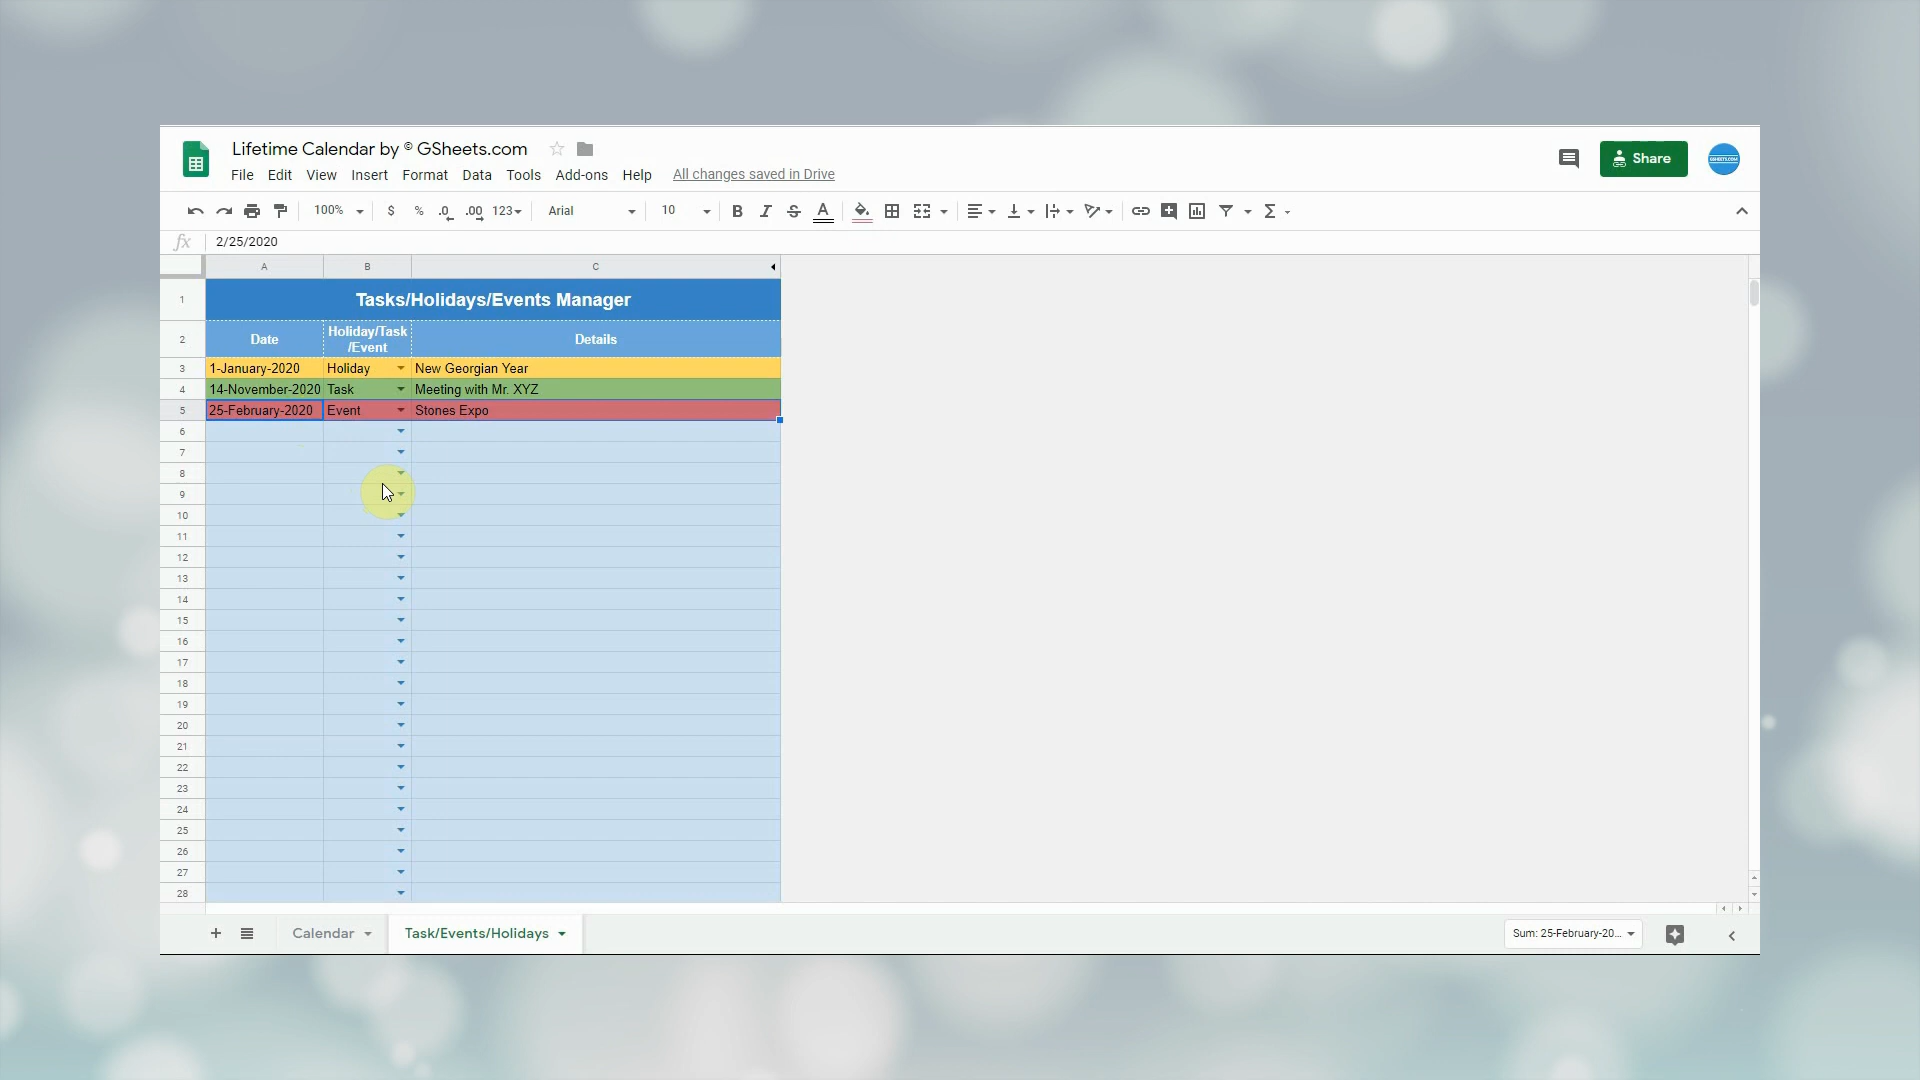 Lifetime Calendar by © GSheets.com
File Edit View Insert Format Data Tools Add-ons Help All changes saved in Drive
Share
100% $ % .0 .00 123 Arial 10 B I S A
fx 2/25/2020
A B C
1 Tasks/Holidays/Events Manager
2 Date Holiday/Task /Event Details
3 1-January-2020 Holiday New Georgian Year
4 14-November-2020 Task Meeting with Mr. XYZ
5 25-February-2020 Event Stones Expo
6
7
8
9
10
11
12
13
14
15
16
17
18
19
20
21
22
23
24
25
26
27
28
Calendar Task/Events/Holidays Sum: 25-February-20...